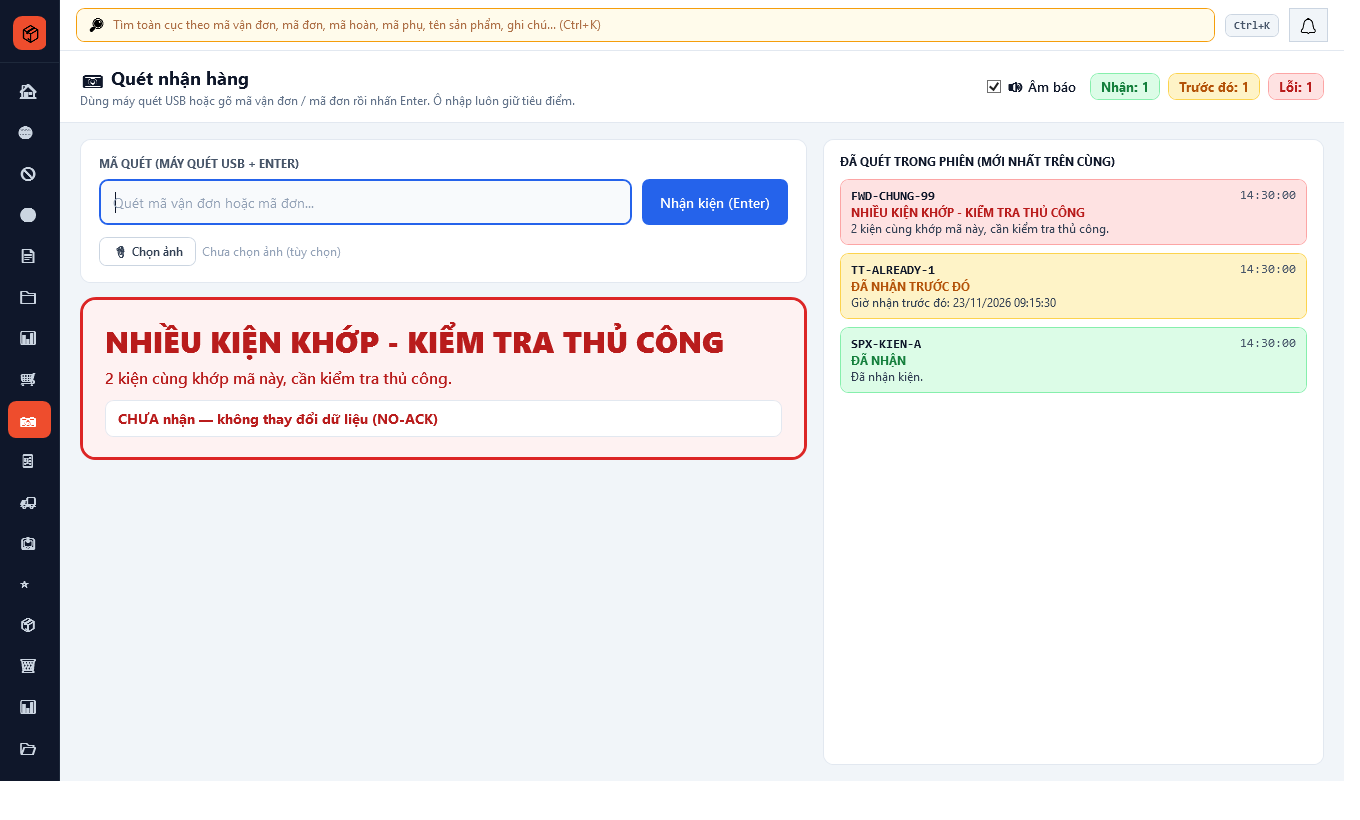 Tìm toàn cục theo mã vận đơn, mã đơn, mã hoàn, mã phụ, tên sản phẩm, ghi chú... (Ctrl+K)
Ctrl+K
Quét nhận hàng
Dùng máy quét USB hoặc gõ mã vận đơn / mã đơn rồi nhấn Enter. Ô nhập luôn giữ tiêu điểm.
Âm báo
Nhận: 1
Trước đó: 1
Lỗi: 1
MÃ QUÉT (MÁY QUÉT USB + ENTER)
Quét mã vận đơn hoặc mã đơn...
Nhận kiện (Enter)
Chọn ảnh
Chưa chọn ảnh (tùy chọn)
NHIỀU KIỆN KHỚP - KIỂM TRA THỦ CÔNG
2 kiện cùng khớp mã này, cần kiểm tra thủ công.
CHƯA nhận — không thay đổi dữ liệu (NO-ACK)
ĐÃ QUÉT TRONG PHIÊN (MỚI NHẤT TRÊN CÙNG)
FWD-CHUNG-99
14:30:00
NHIỀU KIỆN KHỚP - KIỂM TRA THỦ CÔNG
2 kiện cùng khớp mã này, cần kiểm tra thủ công.
TT-ALREADY-1
14:30:00
ĐÃ NHẬN TRƯỚC ĐÓ
Giờ nhận trước đó: 23/11/2026 09:15:30
SPX-KIEN-A
14:30:00
ĐÃ NHẬN
Đã nhận kiện.